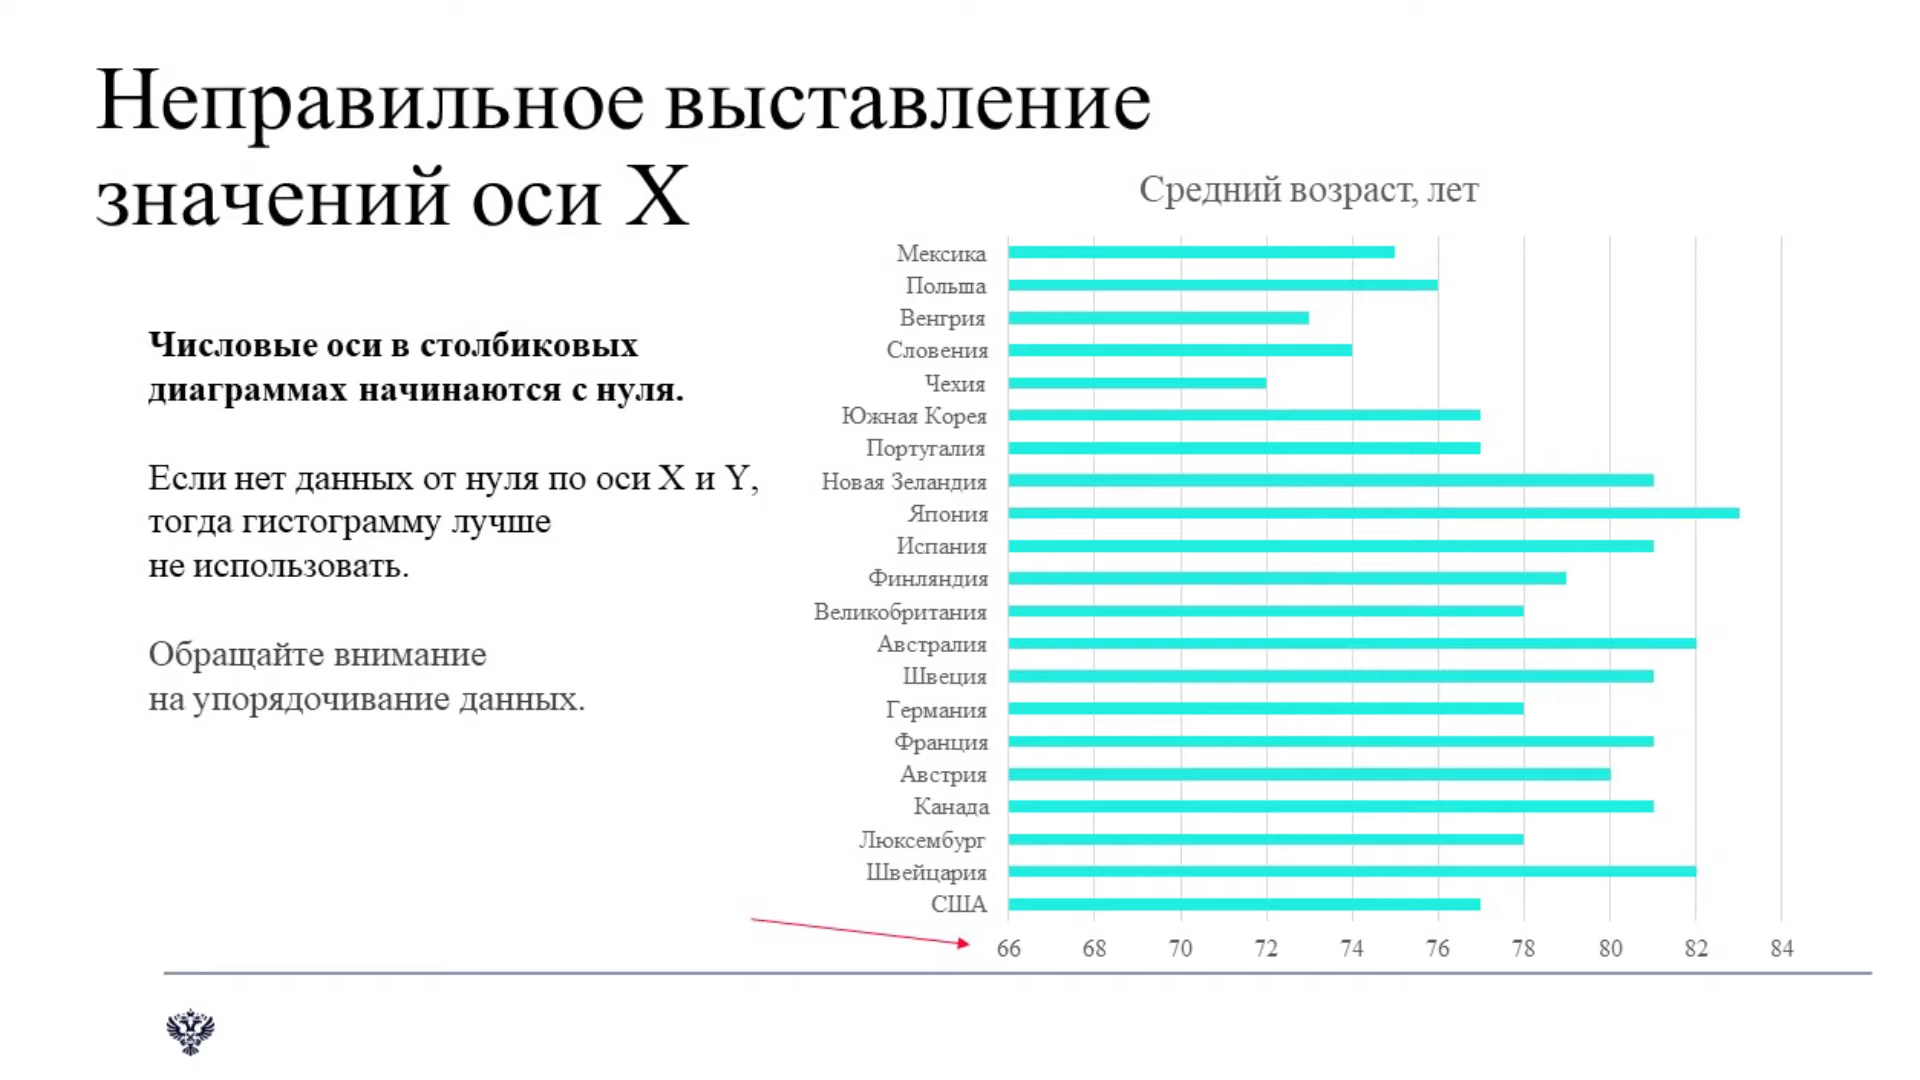 Неправильное выставление
значений оси X
Числовые оси в столбиковых
диаграммах начинаются с нуля.
Если нет данных от нуля по оси X и Y,
тогда гистограмму лучше
не использовать.
Обращайте внимание
на упорядочивание данных.
Средний возраст, лет
Мексика
Польша
Венгрия
Словения
Чехия
Южная Корея
Португалия
Новая Зеландия
Япония
Испания
Финляндия
Великобритания
Австралия
Швеция
Германия
Франция
Австрия
Канада
Люксембург
Швейцария
США
66 68 70 72 74 76 78 80 82 84